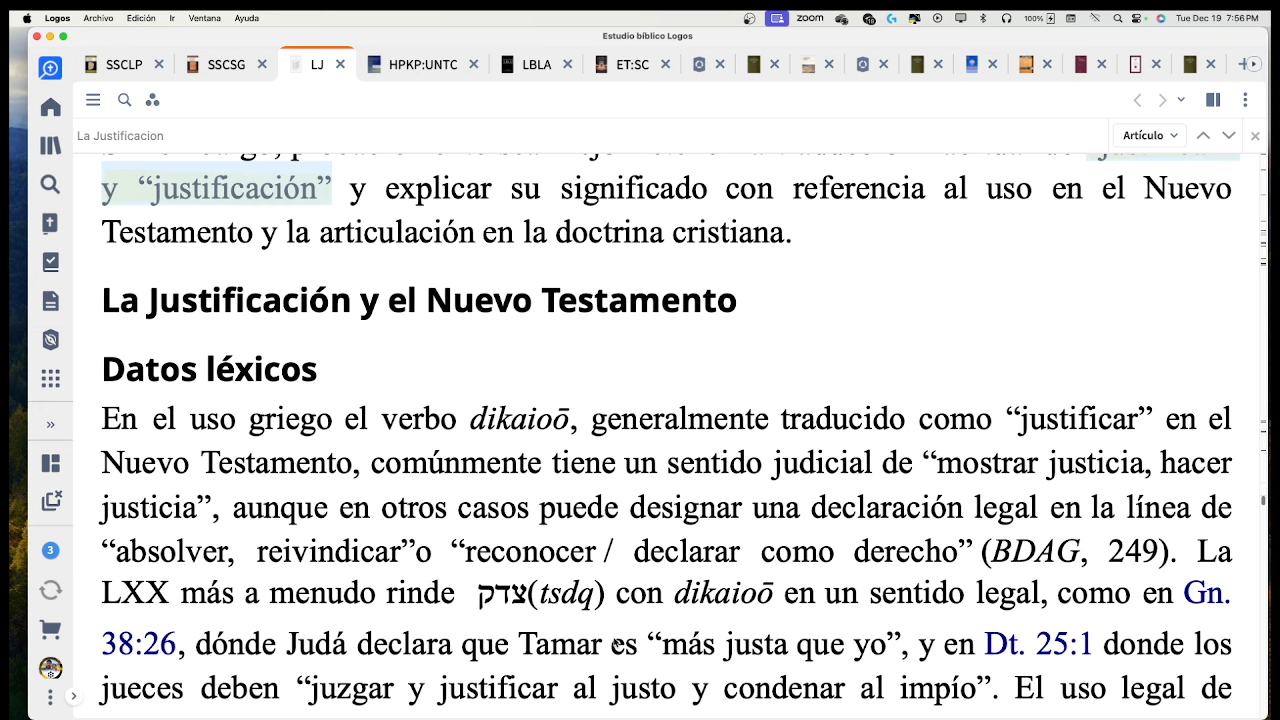 Logos Archivo Edición Ir Ventana Ayuda zoom 100% Tue Dec 19 7:56 PM
Estudio bíblico Logos
SSCLP SSCSG LJ HPKP:UNTC LBLA ET:SC
La Justificacion Artículo
y “justificación” y explicar su significado con referencia al uso en el Nuevo
Testamento y la articulación en la doctrina cristiana.
La Justificación y el Nuevo Testamento
Datos léxicos
En el uso griego el verbo dikaioō, generalmente traducido como “justificar” en el
Nuevo Testamento, comúnmente tiene un sentido judicial de “mostrar justicia, hacer
justicia”, aunque en otros casos puede designar una declaración legal en la línea de
“absolver, reivindicar”o “reconocer / declarar como derecho” (BDAG, 249). La
LXX más a menudo rinde צדק(tsdq) con dikaioō en un sentido legal, como en Gn.
38:26, dónde Judá declara que Tamar es “más justa que yo”, y en Dt. 25:1 donde los
jueces deben “juzgar y justificar al justo y condenar al impío”. El uso legal de
3